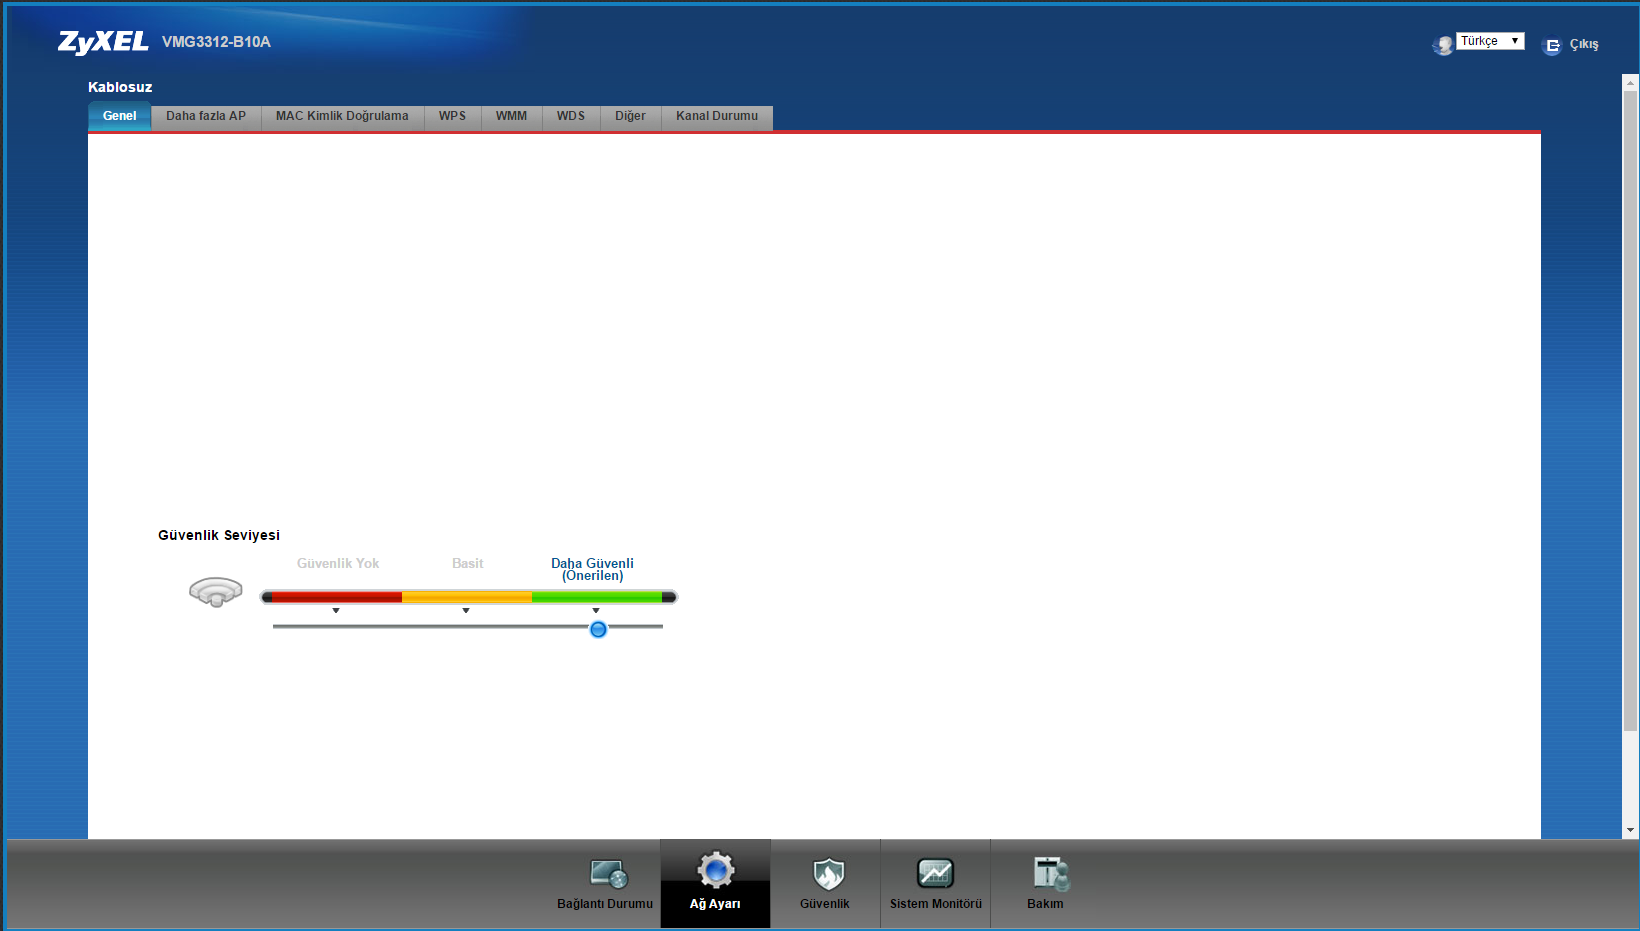 ZyXEL VMG3312-B10A
Türkçe
Çıkış
Kablosuz
Genel Daha fazla AP MAC Kimlik Doğrulama WPS WMM WDS Diğer Kanal Durumu
Güvenlik Seviyesi
Güvenlik Yok Basit Daha Güvenli
(Önerilen)
Bağlantı Durumu Ağ Ayarı Güvenlik Sistem Monitörü Bakım